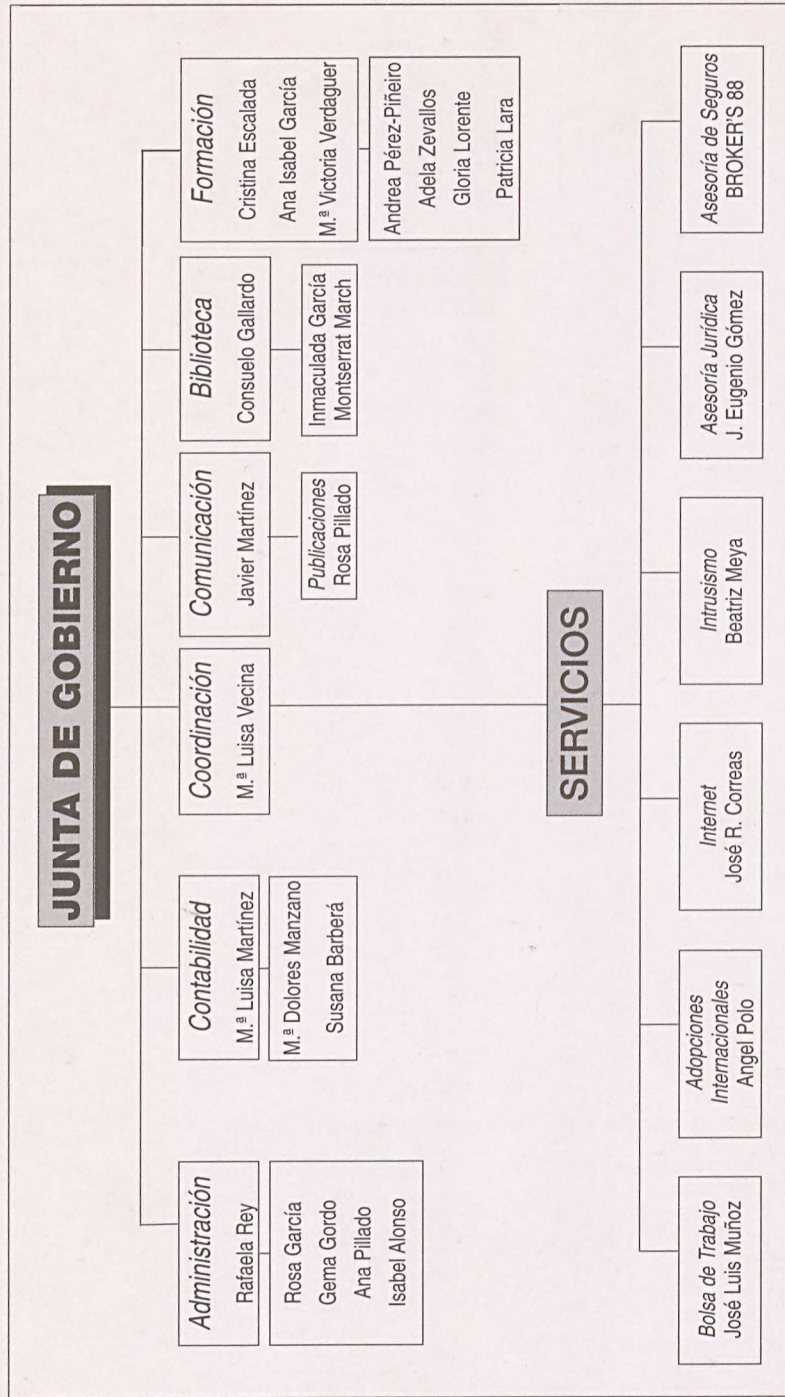 JUNTA DE GOBIERNO
Administración
Rafaela Rey
Rosa García
Gema Gordo
Ana Pillado
Isabel Alonso
Contabilidad
M.ª Luisa Martínez
M.ª Dolores Manzano
Susana Barberá
Coordinación
M.ª Luisa Vecina
Comunicación
Javier Martínez
Publicaciones
Rosa Pillado
Biblioteca
Consuelo Gallardo
Inmaculada García
Montserrat March
Formación
Cristina Escalada
Ana Isabel García
M.ª Victoria Verdaguer
Andrea Pérez-Piñeiro
Adela Zevallos
Gloria Lorente
Patricia Lara
SERVICIOS
Bolsa de Trabajo
José Luis Muñoz
Adopciones
Internacionales
Angel Polo
Internet
José R. Correas
Intrusismo
Beatriz Meya
Asesoría Jurídica
J. Eugenio Gómez
Asesoría de Seguros
BROKER'S 88